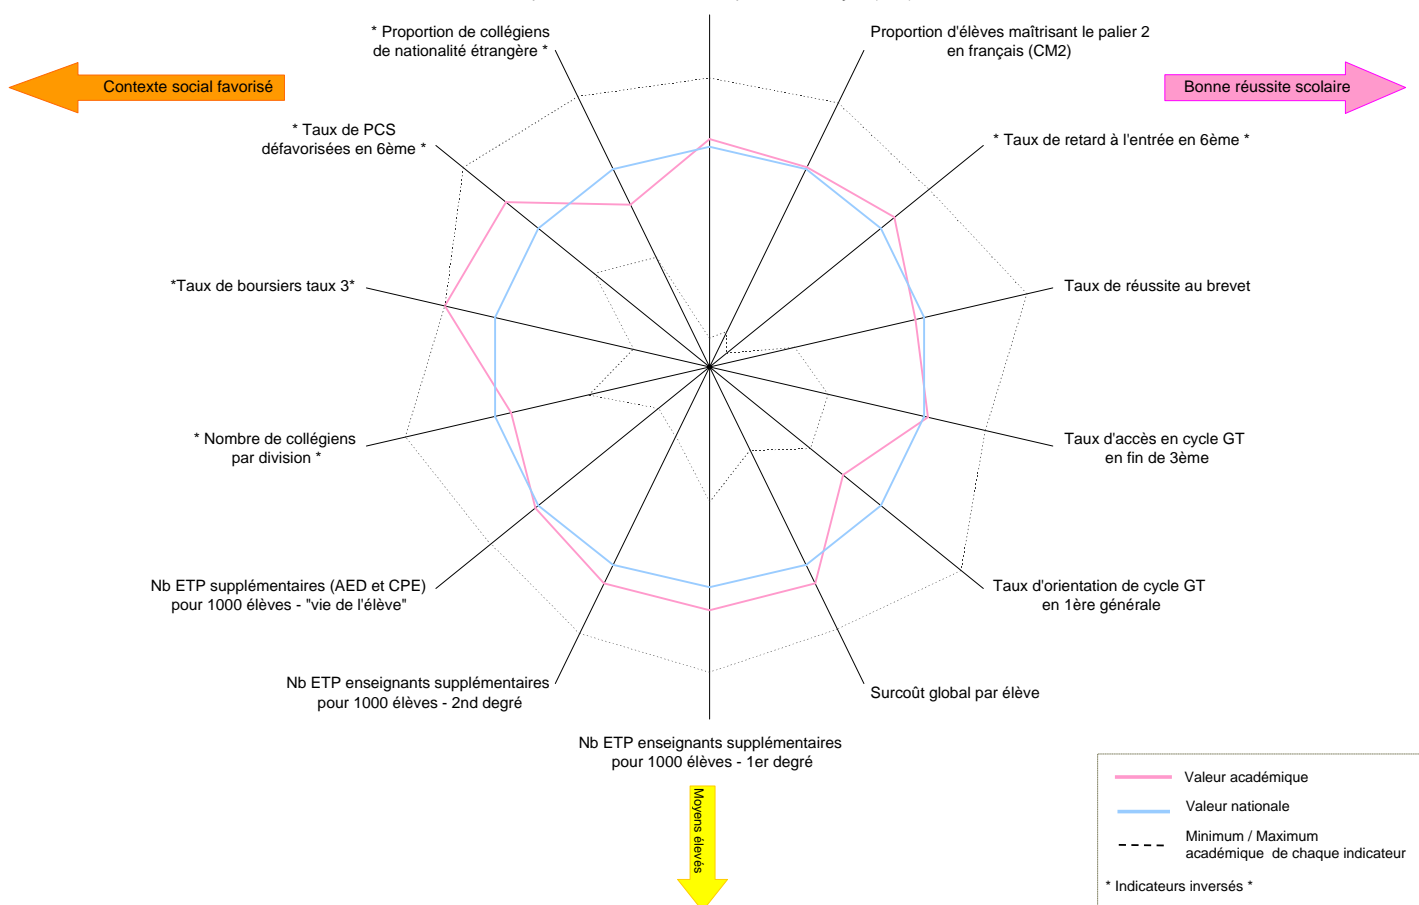 * Proportion de collégiens
de nationalité étrangère *
Proportion d'élèves maîtrisant le palier 2
en français (CM2)
Contexte social favorisé
Bonne réussite scolaire
* Taux de PCS
défavorisées en 6ème *
* Taux de retard à l'entrée en 6ème *
*Taux de boursiers taux 3*
Taux de réussite au brevet
* Nombre de collégiens
par division *
Taux d'accès en cycle GT
en fin de 3ème
Nb ETP supplémentaires (AED et CPE)
pour 1000 élèves - "vie de l'élève"
Taux d'orientation de cycle GT
en 1ère générale
Nb ETP enseignants supplémentaires
pour 1000 élèves - 2nd degré
Surcoût global par élève
Nb ETP enseignants supplémentaires
pour 1000 élèves - 1er degré
Moyens élevés
Valeur académique
Valeur nationale
Minimum / Maximum
académique de chaque indicateur
* Indicateurs inversés *